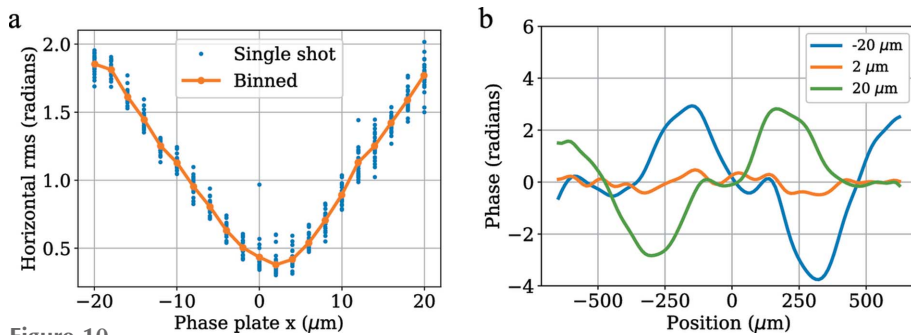 a
b
2.0
1.5
1.0
0.5
Horizontal rms (radians)
Single shot
Binned
−20
−10
0
10
20
Phase plate x (μm)
6
4
2
0
−2
−4
Phase (radians)
-20 μm
2 μm
20 μm
−500
−250
0
250
500
Position (μm)
Figure 10